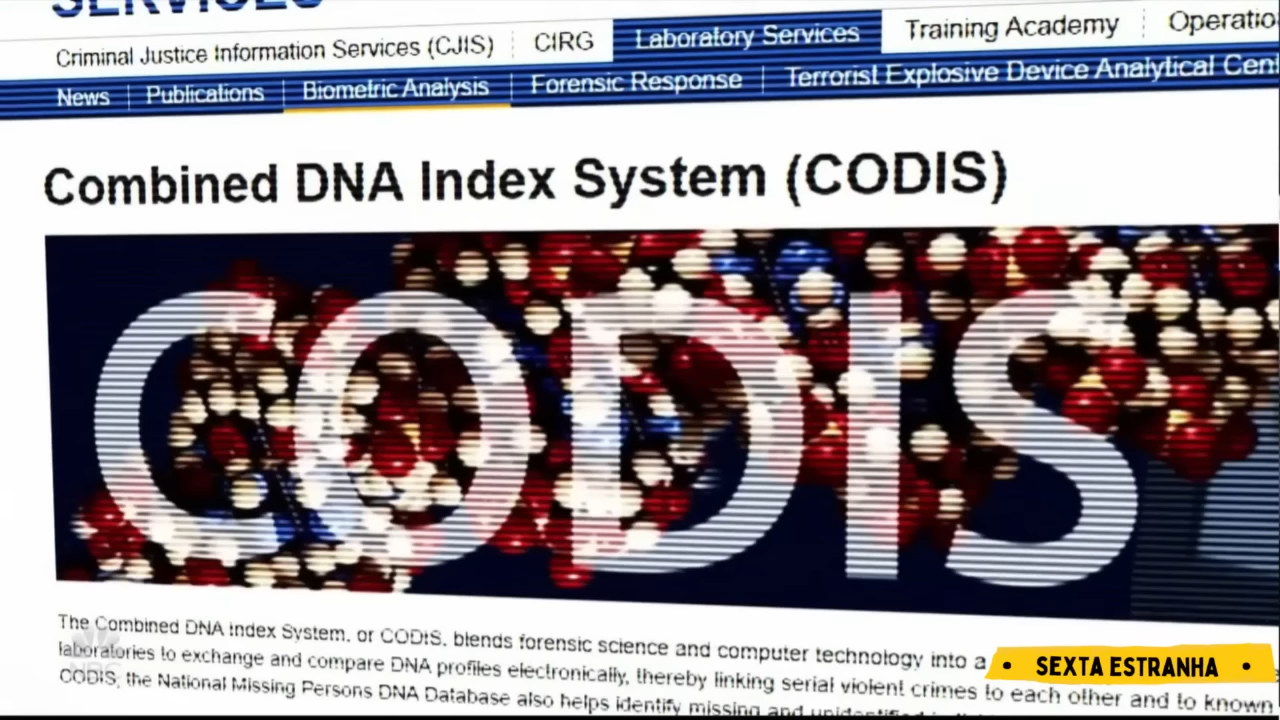 SERVICES
Criminal Justice Information Services (CJIS) CIRG Laboratory Services Training Academy
News Publications Biometric Analysis Forensic Response Terrorist Explosive Device Analytical
Combined DNA Index System (CODIS)
CODIS
The Combined DNA Index System, or CODIS, blends forensic science and computer technology into a
laboratories to exchange and compare DNA profiles electronically, thereby linking serial violent crimes to each other and to known
CODIS, the National Missing Persons DNA Database also helps identify missing and unidentified
NBC
• SEXTA ESTRANHA •